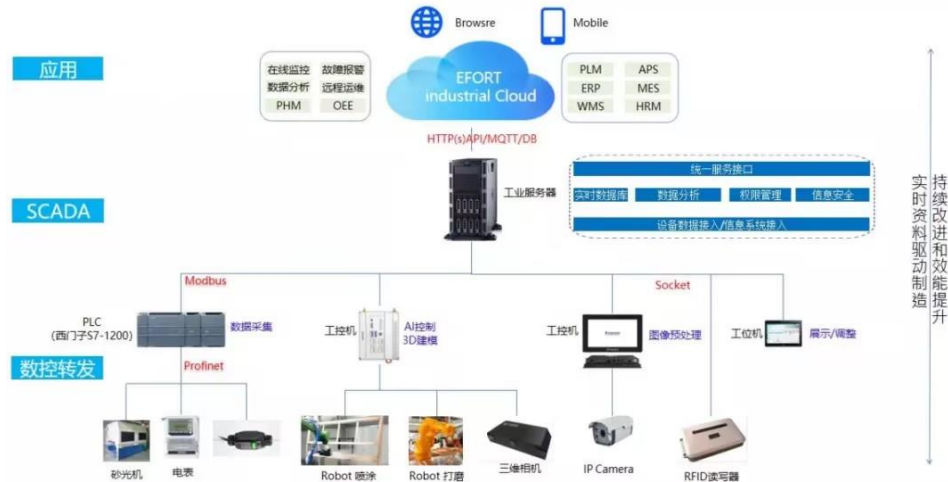 Browsre
Mobile
应用
在线监控 故障报警
数据分析 远程运维
PHM OEE
EFORT
industrial Cloud
PLM APS
ERP MES
WMS HRM
HTTP(s)API/MQTT/DB
SCADA
工业服务器
统一服务接口
实时数据库 数据分析 权限管理 信息安全
设备数据接入/信息系统接入
持续改进和效能提升
实时资料驱动制造
Modbus
Socket
PLC
(西门子S7-1200)
数据采集
工控机
AI控制
3D建模
工控机
图像预处理
工位机
展示/调整
数控转发
Profinet
砂光机
电表
Robot 喷涂
Robot 打磨
三维相机
IP Camera
RFID读写器